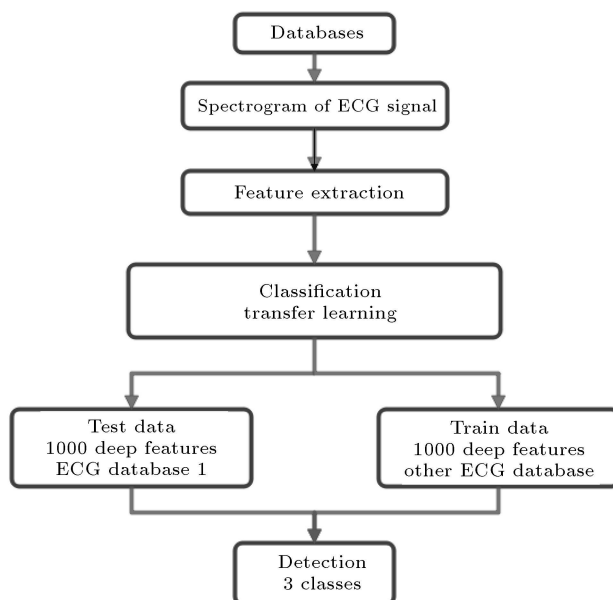 Databases
Spectrogram of ECG signal
Feature extraction
Classification
transfer learning
Test data
1000 deep features
ECG database 1
Train data
1000 deep features
other ECG database
Detection
3 classes